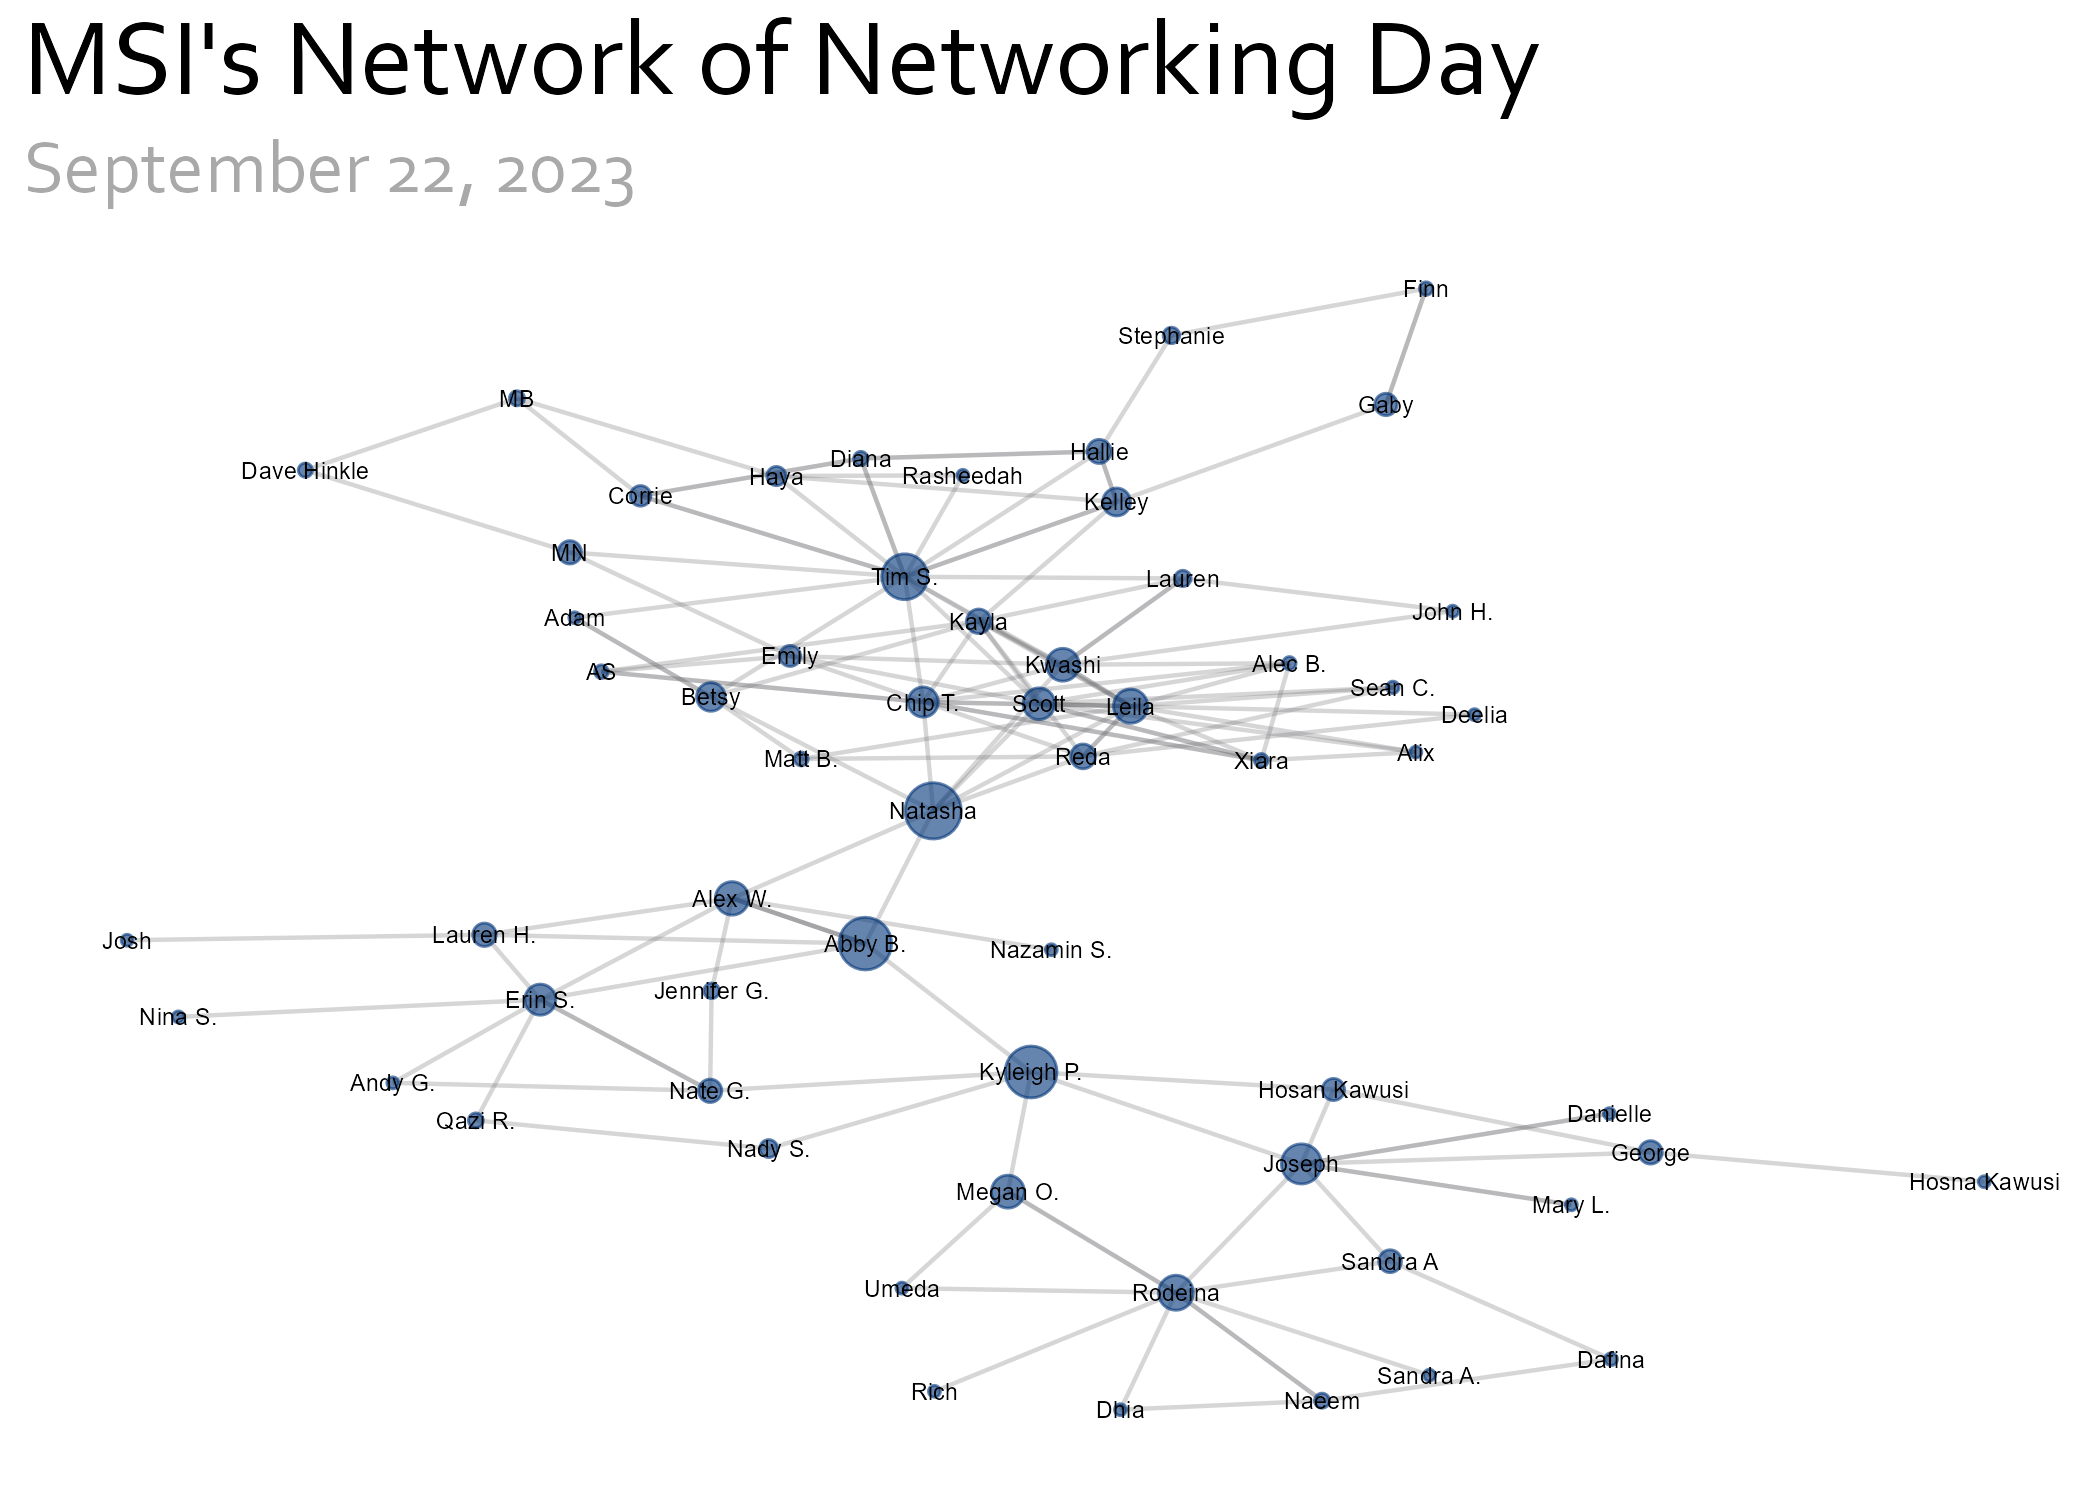 MSI's Network of Networking Day
September 22, 2023
Finn
Stephanie
MB
Gaby
Hallie
Diana
Dave Hinkle
Haya
Rasheedah
Corrie
Kelley
MN
Tim S.
Lauren
John H.
Adam
Kayla
Emily
Kwashi
Alec B.
AS
Sean C.
Betsy
Chip T.
Scott
Leila
Deelia
Matt B.
Reda
Xiara
Alix
Natasha
Alex W.
Josh
Lauren H.
Abby B.
Nazamin S.
Jennifer G.
Erin S.
Nina S.
Kyleigh P.
Andy G.
Nate G.
Hosan Kawusi
Qazi R.
Danielle
Nady S.
George
Joseph
Hosna Kawusi
Megan O.
Mary L.
Sandra A
Umeda
Rodeina
Dafina
Sandra A.
Rich
Naeem
Dhia